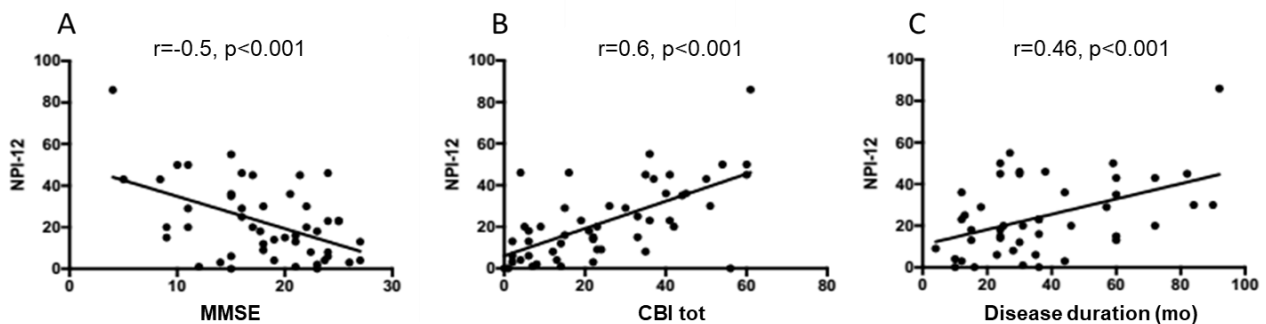 A
r=-0.5, p<0.001
NPI-12
100
80
60
40
20
0
0 10 20 30
MMSE
B
r=0.6, p<0.001
NPI-12
100
80
60
40
20
0
0 20 40 60 80
CBI tot
C
r=0.46, p<0.001
NPI-12
100
80
60
40
20
0
0 20 40 60 80 100
Disease duration (mo)